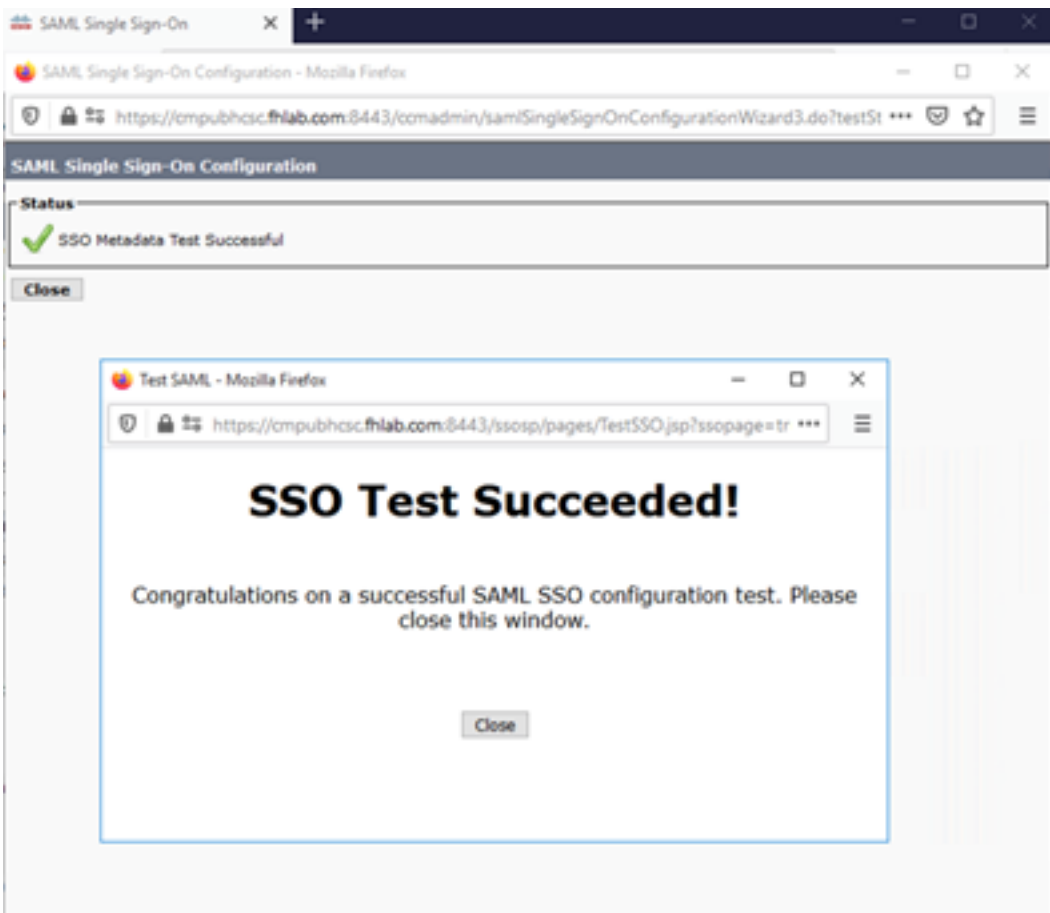 SAML Single Sign-On
SAML Single Sign-On Configuration - Mozilla Firefox
https://cmpubhcsc.fhlab.com:8443/ccmadmin/samlSingleSignOnConfigurationWizard3.do?testSt
SAML Single Sign-On Configuration
Status
SSO Metadata Test Successful
Close
Test SAML - Mozilla Firefox
https://cmpubhcsc.fhlab.com:8443/ssosp/pages/TestSSO.jsp?ssopage=tr
SSO Test Succeeded!
Congratulations on a successful SAML SSO configuration test. Please
close this window.
Close